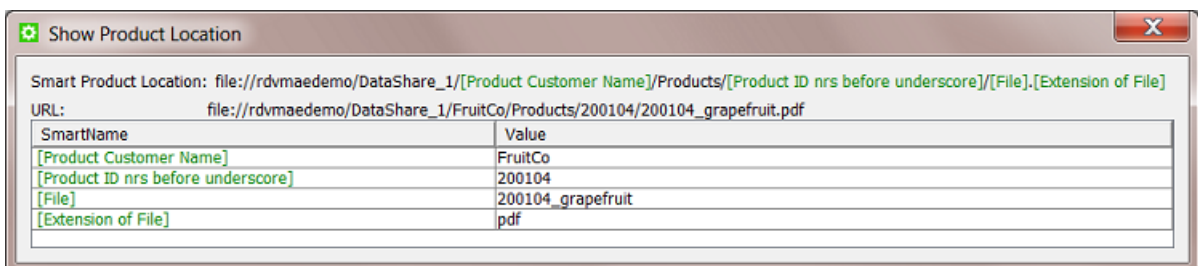 Show Product Location
Smart Product Location: file://rdvmaedemo/DataShare_1/[Product Customer Name]/Products/[Product ID nrs before underscore]/[File].[Extension of File]
URL: file://rdvmaedemo/DataShare_1/FruitCo/Products/200104/200104_grapefruit.pdf
SmartName Value
[Product Customer Name] FruitCo
[Product ID nrs before underscore] 200104
[File] 200104_grapefruit
[Extension of File] pdf